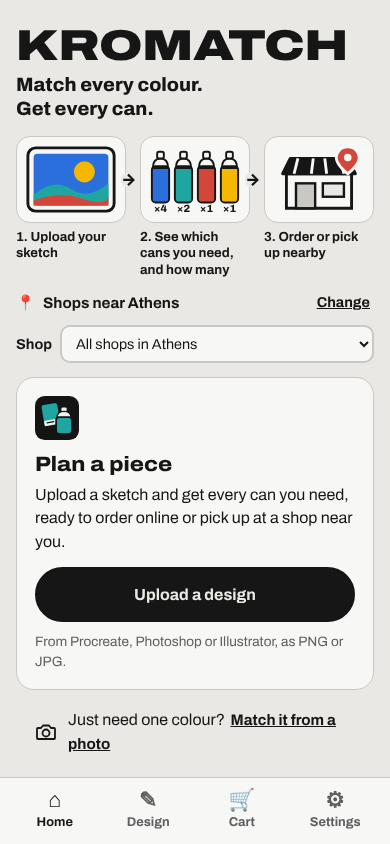 KROMATCH
Match every colour.
Get every can.
×4 ×2 ×1 ×1
1. Upload your
sketch
2. See which
cans you need,
and how many
3. Order or pick
up nearby
Shops near Athens
Change
Shop
All shops in Athens
Plan a piece
Upload a sketch and get every can you need,
ready to order online or pick up at a shop near
you.
Upload a design
From Procreate, Photoshop or Illustrator, as PNG or
JPG.
Just need one colour? Match it from a
photo
Home
Design
Cart
Settings